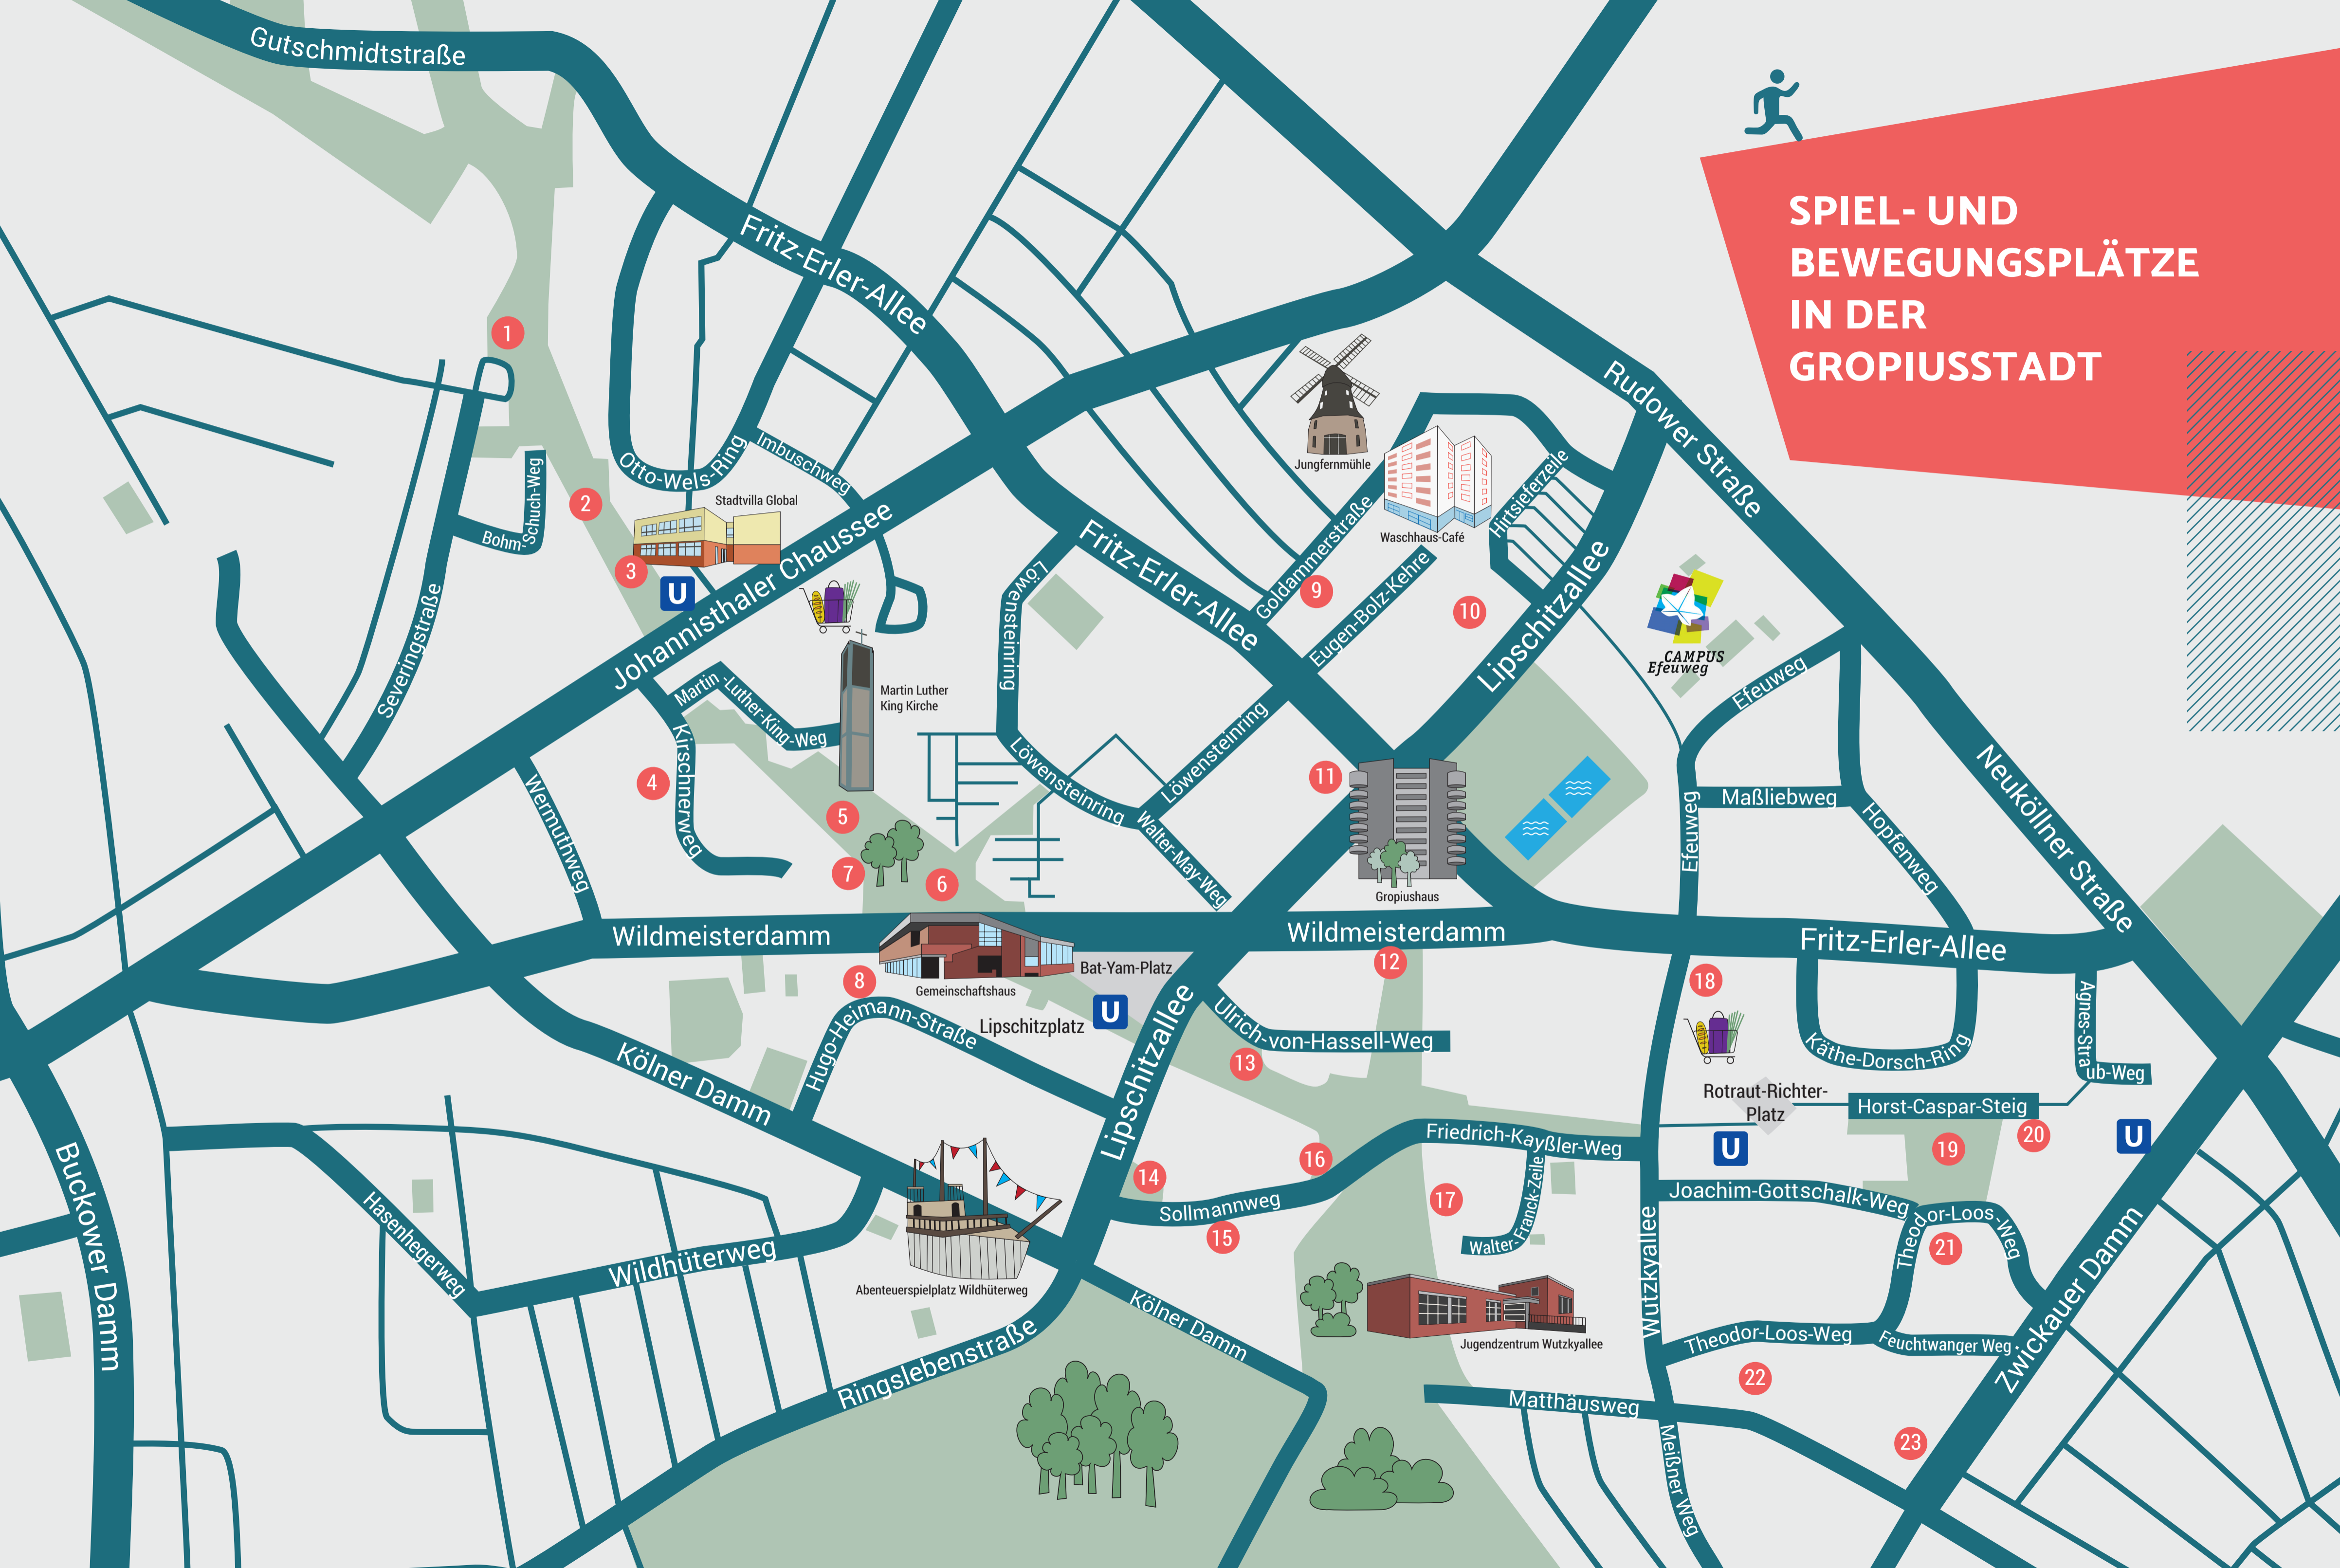 Gutschmidtstraße
SPIEL- UND
BEWEGUNGSPLÄTZE
IN DER
GROPIUSSTADT
Fritz-Erler-Allee
1
Rudower Straße
Otto-Wels-Ring
Imbuschweg
Jungfernmühle
Stadtvilla Global
Bohm-Schuch-Weg
2
3
U
Johannisthaler Chaussee
Severingstraße
Fritz-Erler-Allee
Goldammerstraße
Waschhaus-Café
Hirtsieferzeile
Eugen-Bolz-Kehre
9
10
Lipschitzallee
CAMPUS
Efeuweg
Efeuweg
Löwensteinring
Martin Luther
King Kirche
Martin-Luther-King-Weg
Kirschnerweg
4
Wermuthweg
5
7
6
Löwensteinring
Löwensteinring
Walter-May-Weg
11
Gropiushaus
Efeuweg
Maßliebweg
Hopfenweg
Neuköllner Straße
Wildmeisterdamm
Wildmeisterdamm
Fritz-Erler-Allee
8
Gemeinschaftshaus
Bat-Yam-Platz
Lipschitzplatz
U
12
18
Ulrich-von-Hassell-Weg
13
Käthe-Dorsch-Ring
Agnes-Straub-Weg
Hugo-Heimann-Straße
Kölner Damm
Lipschitzallee
Rotraut-Richter-
Platz
Horst-Caspar-Steig
U
19
20
U
Buckower Damm
Friedrich-Kayßler-Weg
14
16
Sollmannweg
15
17
Walter-Franck-Zeile
Joachim-Gottschalk-Weg
Theodor-Loos-Weg
21
Hasenhegerweg
Wildhüterweg
Abenteuerspielplatz Wildhüterweg
Wutzkyallee
Zwickauer Damm
Kölner Damm
Ringslebenstraße
Jugendzentrum Wutzkyallee
Theodor-Loos-Weg
Feuchtwanger Weg
22
Matthäusweg
Meißner Weg
23